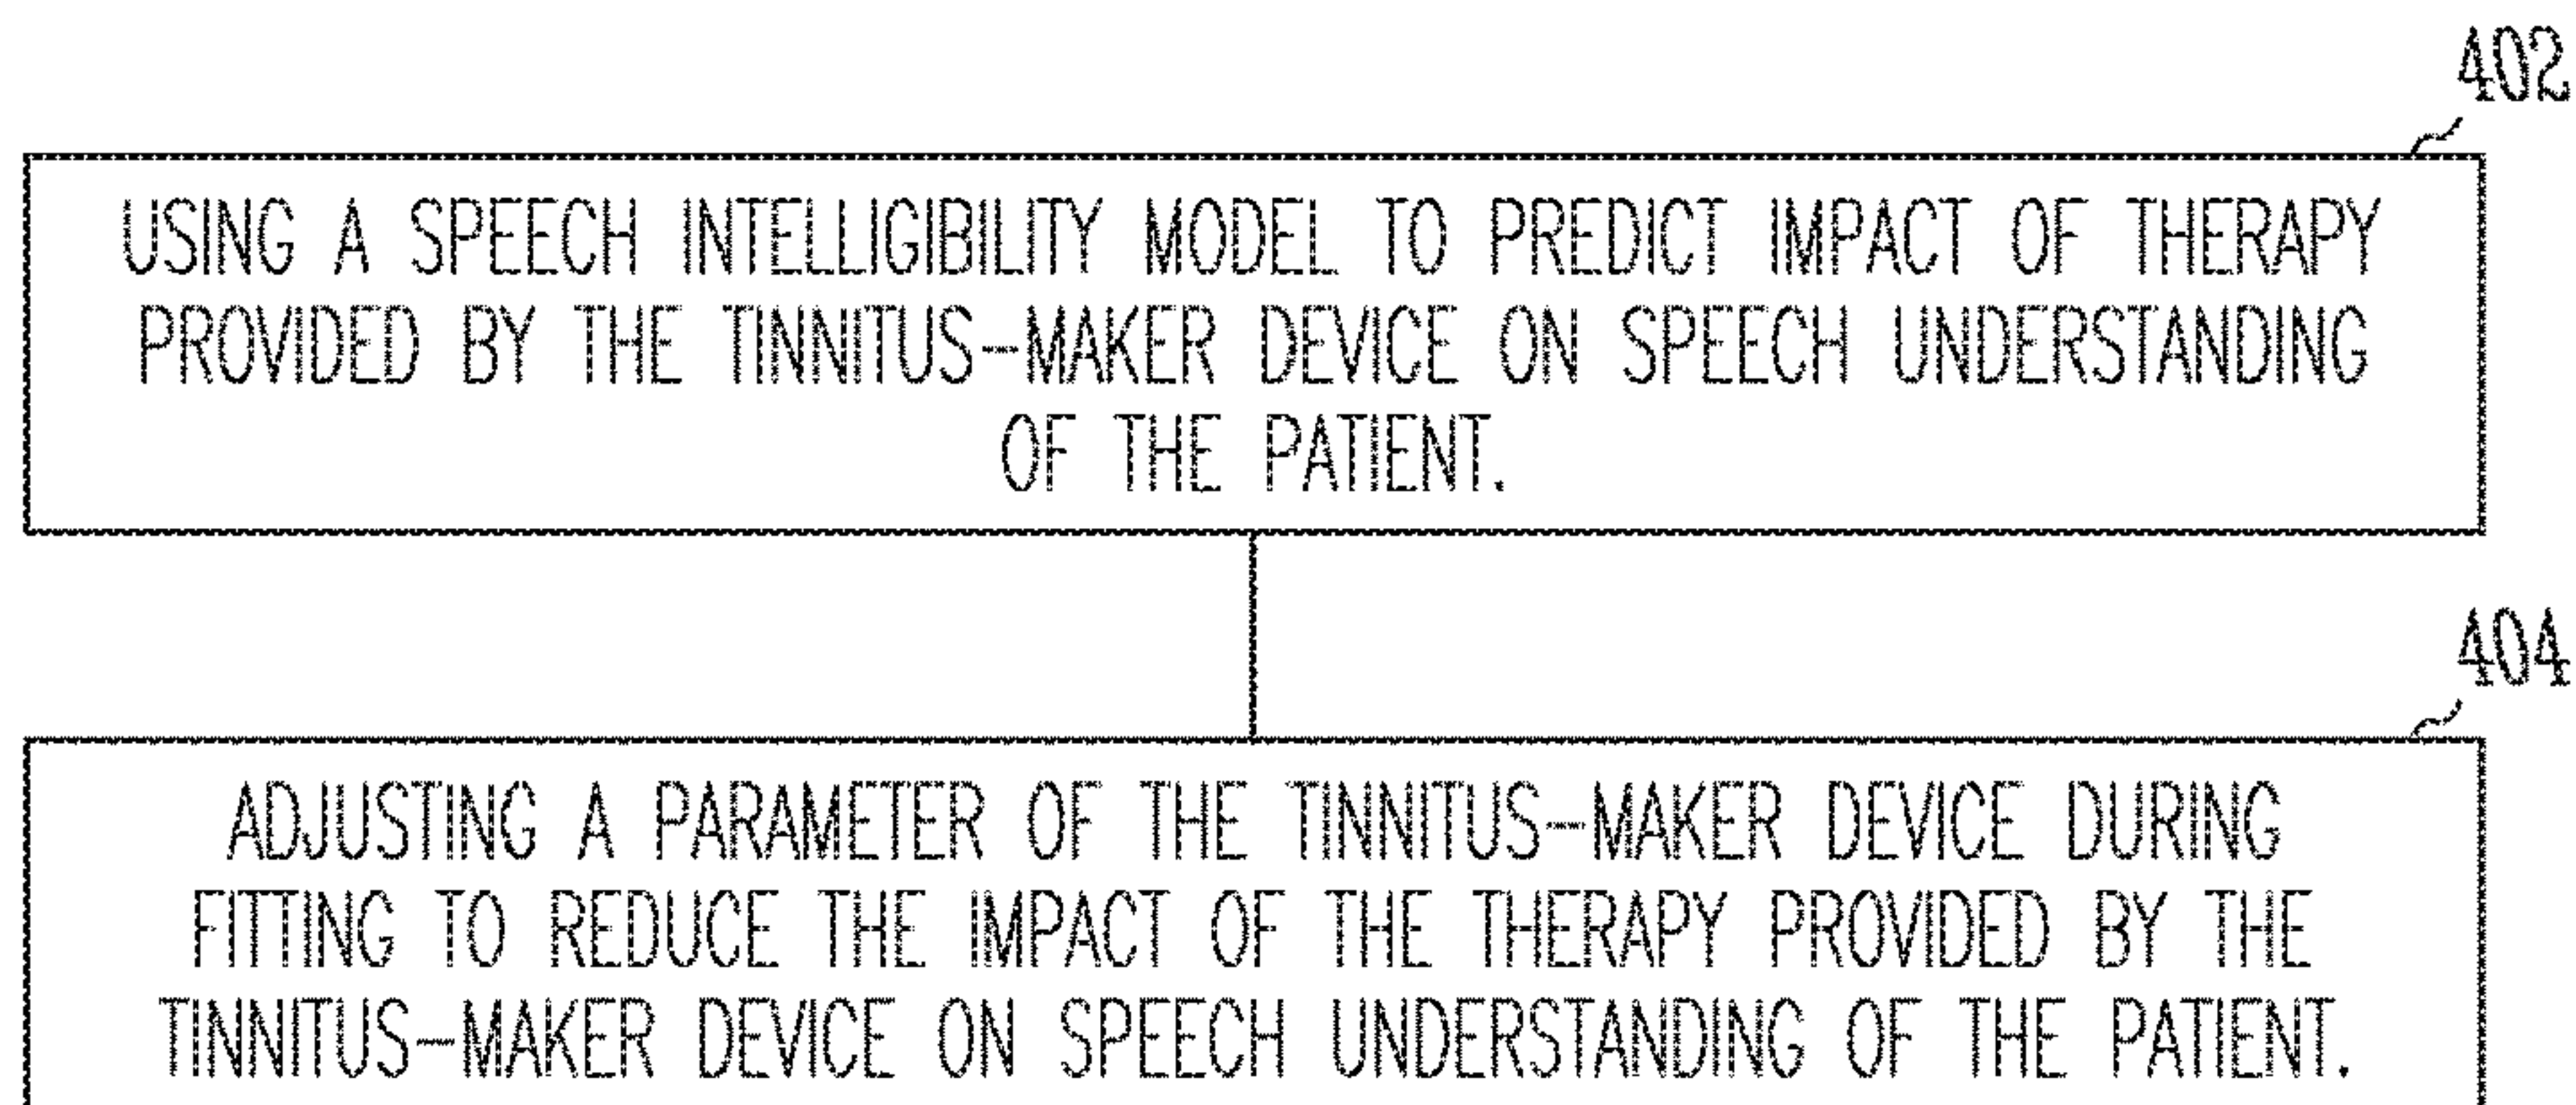 402
USING A SPEECH INTELLIGIBILITY MODEL TO PREDICT IMPACT OF THERAPY
PROVIDED BY THE TINNITUS-MAKER DEVICE ON SPEECH UNDERSTANDING
OF THE PATIENT.
404
ADJUSTING A PARAMETER OF THE TINNITUS-MAKER DEVICE DURING
FITTING TO REDUCE THE IMPACT OF THE THERAPY PROVIDED BY THE
TINNITUS-MAKER DEVICE ON SPEECH UNDERSTANDING OF THE PATIENT.